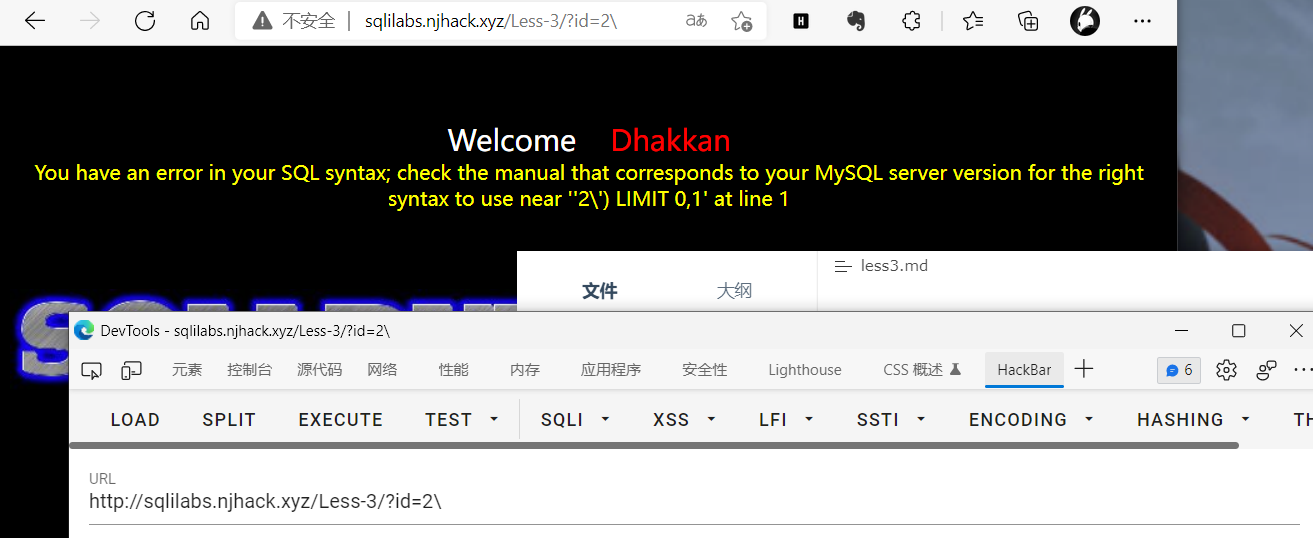 不安全 | sqlilabs.njhack.xyz/Less-3/?id=2\
Welcome Dhakkan
You have an error in your SQL syntax; check the manual that corresponds to your MySQL server version for the right
syntax to use near ''2\') LIMIT 0,1' at line 1
less3.md
文件 大纲
DevTools - sqlilabs.njhack.xyz/Less-3/?id=2\
元素 控制台 源代码 网络 性能 内存 应用程序 安全性 Lighthouse CSS 概述 HackBar 6
LOAD SPLIT EXECUTE TEST SQLI XSS LFI SSTI ENCODING HASHING
URL
http://sqlilabs.njhack.xyz/Less-3/?id=2\